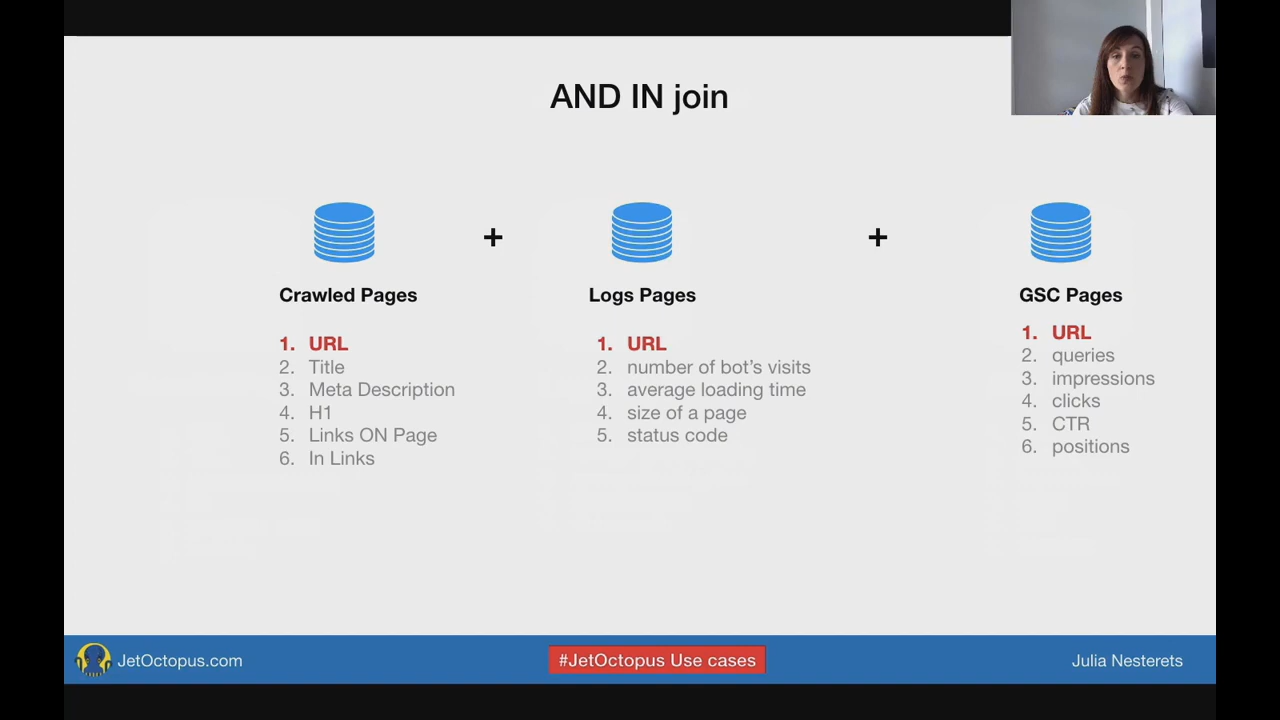 AND IN join
+
+
Crawled Pages
1. URL
2. Title
3. Meta Description
4. H1
5. Links ON Page
6. In Links
Logs Pages
1. URL
2. number of bot’s visits
3. average loading time
4. size of a page
5. status code
GSC Pages
1. URL
2. queries
3. impressions
4. clicks
5. CTR
6. positions
JetOctopus.com
#JetOctopus Use cases
Julia Nesterets